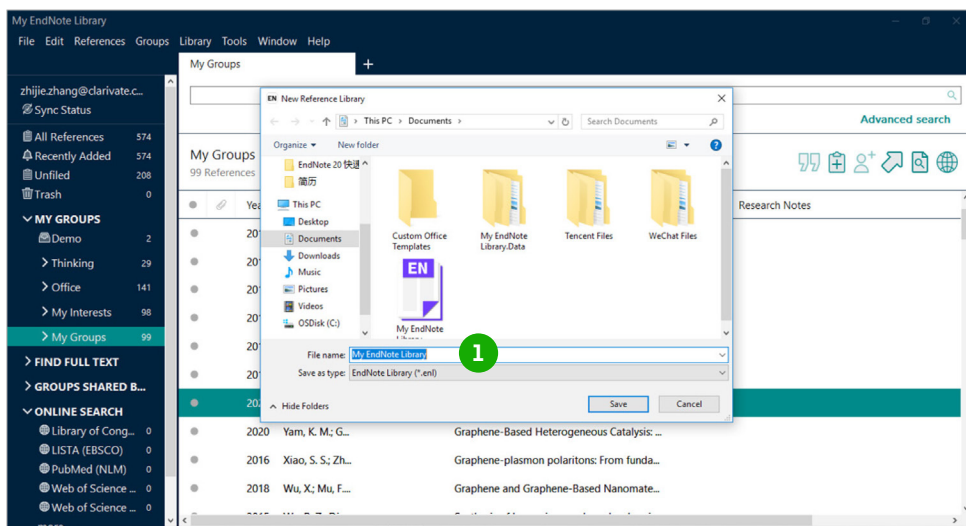 My EndNote Library
File Edit References Groups Library Tools Window Help
My Groups +
zhijie.zhang@clarivate.c...
Sync Status
All References 574
Recently Added 574
Unfiled 208
Trash 0
MY GROUPS
Demo 2
Thinking 29
Office 141
My Interests 98
My Groups 99
FIND FULL TEXT
GROUPS SHARED B...
ONLINE SEARCH
Library of Cong... 0
LISTA (EBSCO) 0
PubMed (NLM) 0
Web of Science ... 0
Web of Science ... 0
Advanced search
My Groups
99 References
Research Notes
EN New Reference Library
This PC > Documents >
Search Documents
Organize New folder
EndNote 20 快速
简历
This PC
Desktop
Documents
Downloads
Music
Pictures
Videos
OSDisk (C:)
Custom Office
Templates
My EndNote
Library.Data
Tencent Files
WeChat Files
EN
My EndNote
File name: My EndNote Library
1
Save as type: EndNote Library (*.enl)
Hide Folders
Save
Cancel
2020 Yam, K. M.; G... Graphene-Based Heterogeneous Catalysis: ...
2016 Xiao, S. S.; Zh... Graphene-plasmon polaritons: From funda...
2018 Wu, X.; Mu, F.... Graphene and Graphene-Based Nanomate...